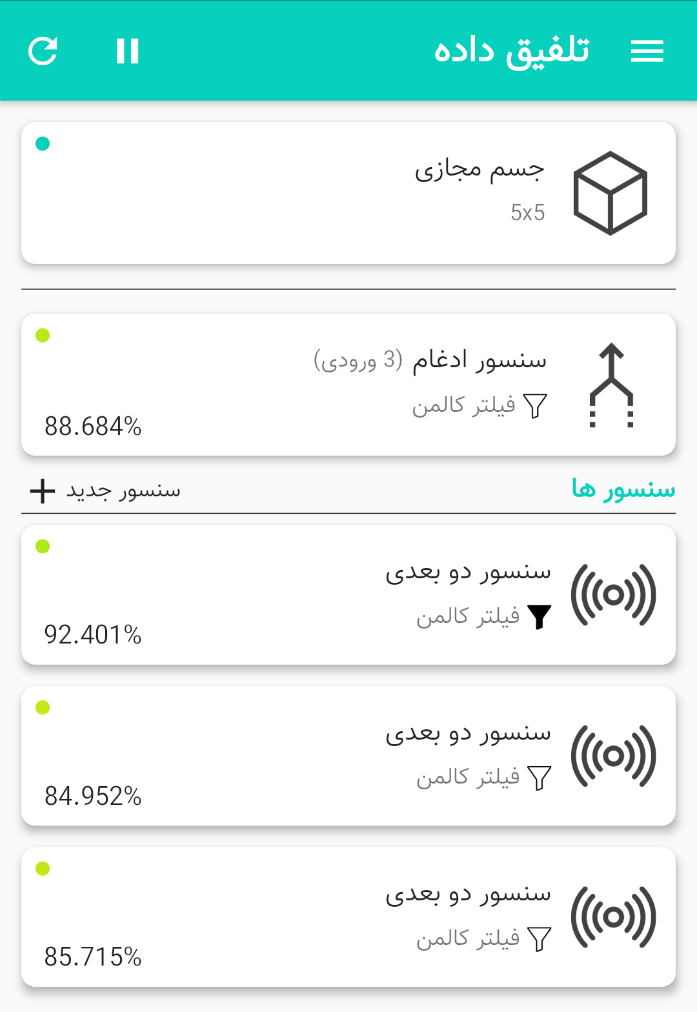 تلفیق داده
جسم مجازی
5x5
سنسور ادغام (3 ورودی)
فیلتر کالمن
88.684%
سنسور ها
سنسور جدید
سنسور دو بعدی
فیلتر کالمن
92.401%
سنسور دو بعدی
فیلتر کالمن
84.952%
سنسور دو بعدی
فیلتر کالمن
85.715%